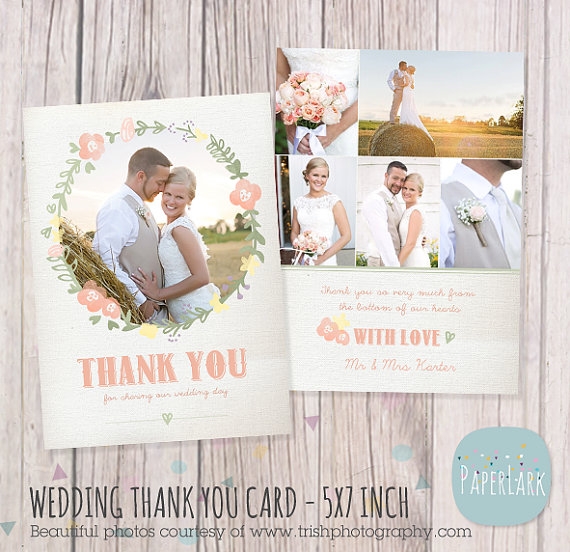 THANK YOU
for sharing our wedding day
Thank you so very much from
the bottom of our hearts
WITH LOVE
Mr & Mrs Karter
WEDDING THANK YOU CARD - 5X7 INCH
Beautiful photos courtesy of www.trishphotography.com
PAPERLARK